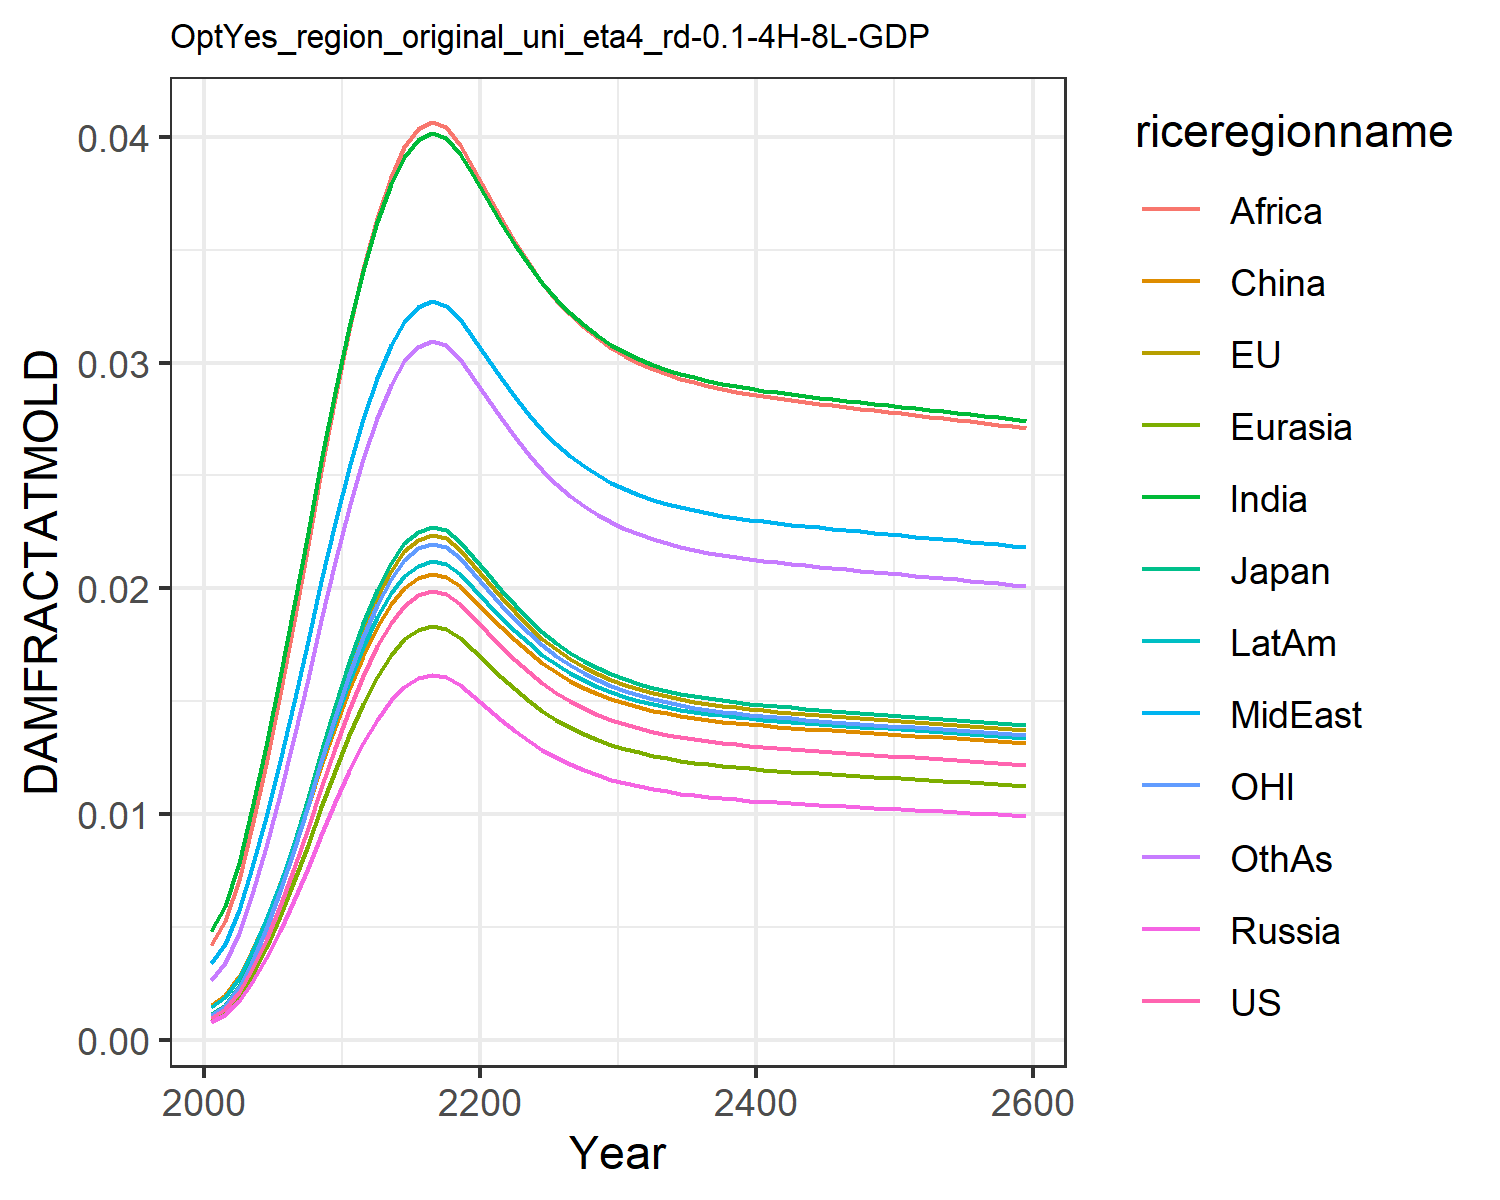 OptYes_region_original_uni_eta4_rd-0.1-4H-8L-GDP
DAMFRACTATMOLD
0.04
0.03
0.02
0.01
0.00
2000
2200
2400
2600
Year
riceregionname
Africa
China
EU
Eurasia
India
Japan
LatAm
MidEast
OHI
OthAs
Russia
US